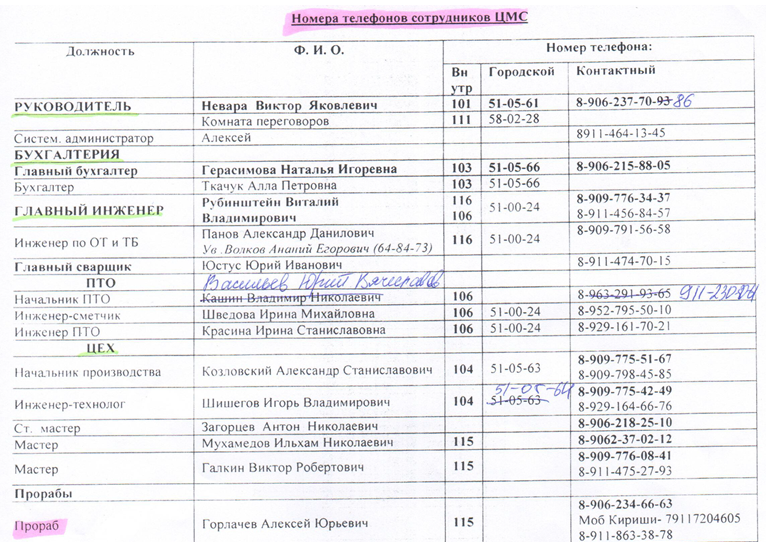 Номера телефонов сотрудников ЦМС
Должность Ф. И. О. Номер телефона:
Вн утр Городской Контактный
РУКОВОДИТЕЛЬ Невара Виктор Яковлевич 101 51-05-61 8-906-237-70-93 86
Комната переговоров 111 58-02-28
Систем. администратор Алексей 8911-464-13-45
БУХГАЛТЕРИЯ
Главный бухгалтер Герасимова Наталья Игоревна 103 51-05-66 8-906-215-88-05
Бухгалтер Ткачук Алла Петровна 103 51-05-66
ГЛАВНЫЙ ИНЖЕНЕР Рубинштейн Виталий 116 51-00-24 8-909-776-34-37
Владимирович 106 8-911-456-84-57
Инженер по ОТ и ТБ Панов Александр Данилович 116 51-00-24 8-909-791-56-58
Ув .Волков Ананий Егорович (64-84-73)
Главный сварщик Юстус Юрий Иванович 8-911-474-70-15
ПТО Васильев Юрий
Начальник ПТО Кашин Владимир Николаевич 106 8-963-291-93-65
Инженер-сметчик Шведова Ирина Михайловна 106 51-00-24 8-952-795-50-10
Инженер ПТО Красина Ирина Станиславовна 106 51-00-24 8-929-161-70-21
ЦЕХ
Начальник производства Козловский Александр Станиславович 104 51-05-63 8-909-775-51-67
8-909-798-45-85
51-05-64
Инженер-технолог Шишегов Игорь Владимирович 104 51-05-63 8-909-775-42-49
8-929-164-66-76
Ст. мастер Загорцев Антон Николаевич 8-906-218-25-10
Мастер Мухамедов Ильхам Николаевич 115 8-9062-37-02-12
Мастер Галкин Виктор Робертович 115 8-909-776-08-41
8-911-475-27-93
Прорабы
Прораб Горлачев Алексей Юрьевич 115 8-906-234-66-63
Моб Кириши- 79117204605
8-911-863-38-78